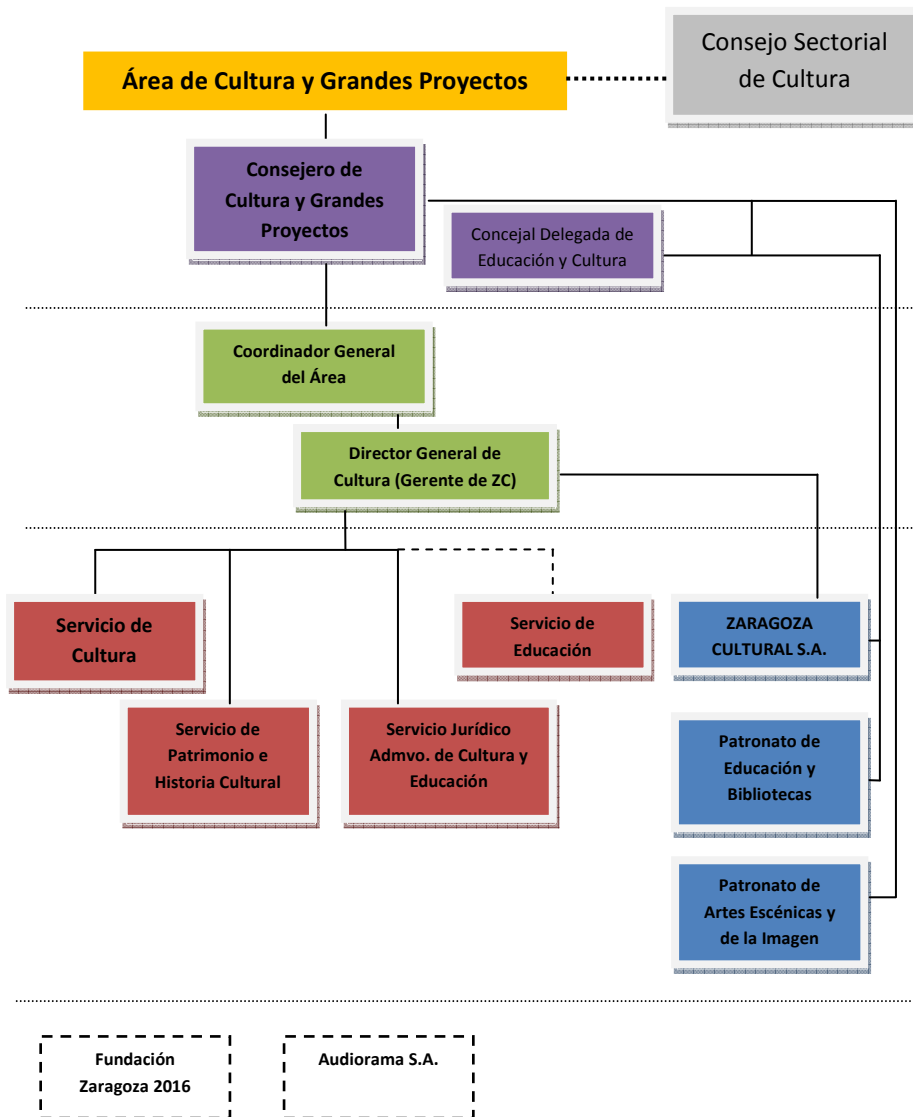 Consejo Sectorial
de Cultura
Área de Cultura y Grandes Proyectos
Consejero de
Cultura y Grandes
Proyectos
Concejal Delegada de
Educación y Cultura
Coordinador General
del Área
Director General de
Cultura (Gerente de ZC)
Servicio de
Cultura
Servicio de
Educación
ZARAGOZA
CULTURAL S.A.
Servicio de
Patrimonio e
Historia Cultural
Servicio Jurídico
Admvo. de Cultura y
Educación
Patronato de
Educación y
Bibliotecas
Patronato de
Artes Escénicas y
de la Imagen
Fundación
Zaragoza 2016
Audiorama S.A.